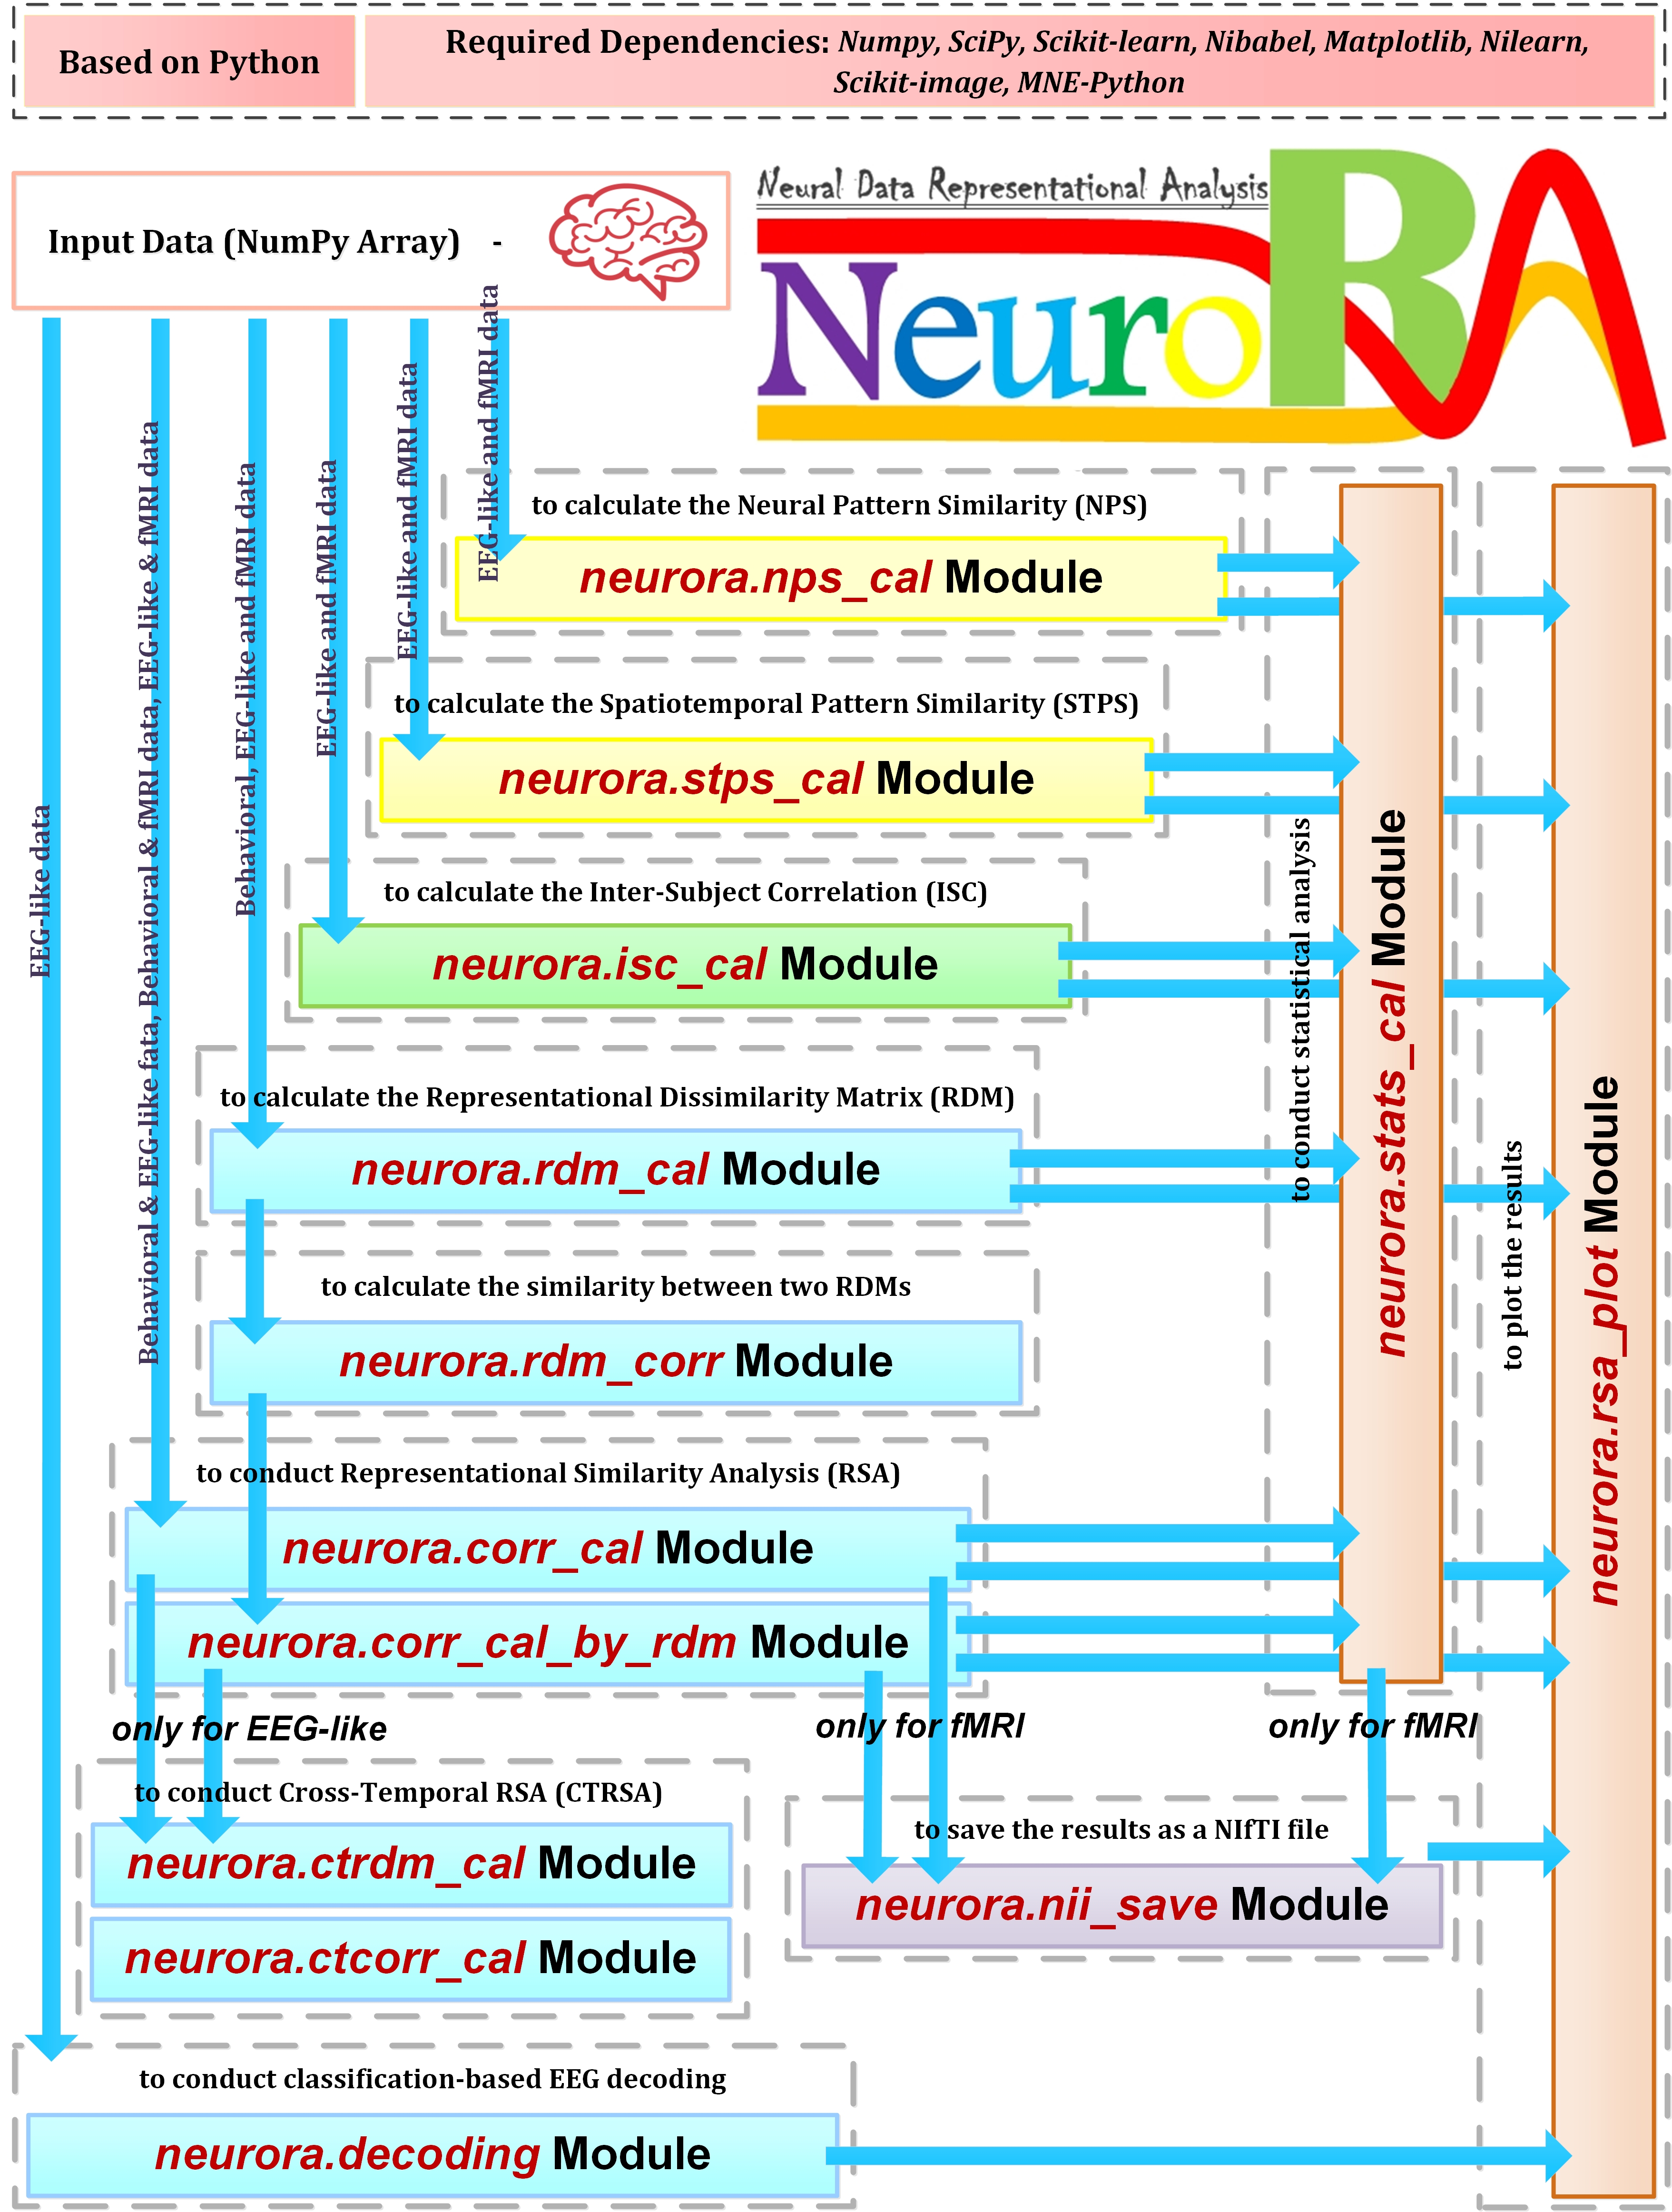 Based on Python
Required Dependencies: Numpy, SciPy, Scikit-learn, Nibabel, Matplotlib, Nilearn,
Scikit-image, MNE-Python
Input Data (NumPy Array) -
Neural Data Representational Analysis
NeuroRA
EEG-like data
Behavioral & EEG-like fata, Behavioral & fMRI data, EEG-like & fMRI data
Behavioral, EEG-like and fMRI data
EEG-like and fMRI data
EEG-like and fMRI data
EEG-like and fMRI data
to calculate the Neural Pattern Similarity (NPS)
neurora.nps_cal Module
to calculate the Spatiotemporal Pattern Similarity (STPS)
neurora.stps_cal Module
to calculate the Inter-Subject Correlation (ISC)
neurora.isc_cal Module
to calculate the Representational Dissimilarity Matrix (RDM)
neurora.rdm_cal Module
to calculate the similarity between two RDMs
neurora.rdm_corr Module
to conduct Representational Similarity Analysis (RSA)
neurora.corr_cal Module
neurora.corr_cal_by_rdm Module
to conduct statistical analysis
neurora.stats_cal Module
to plot the results
neurora.rsa_plot Module
only for EEG-like
only for fMRI
only for fMRI
to conduct Cross-Temporal RSA (CTRSA)
neurora.ctrdm_cal Module
neurora.ctcorr_cal Module
to save the results as a NIfTI file
neurora.nii_save Module
to conduct classification-based EEG decoding
neurora.decoding Module